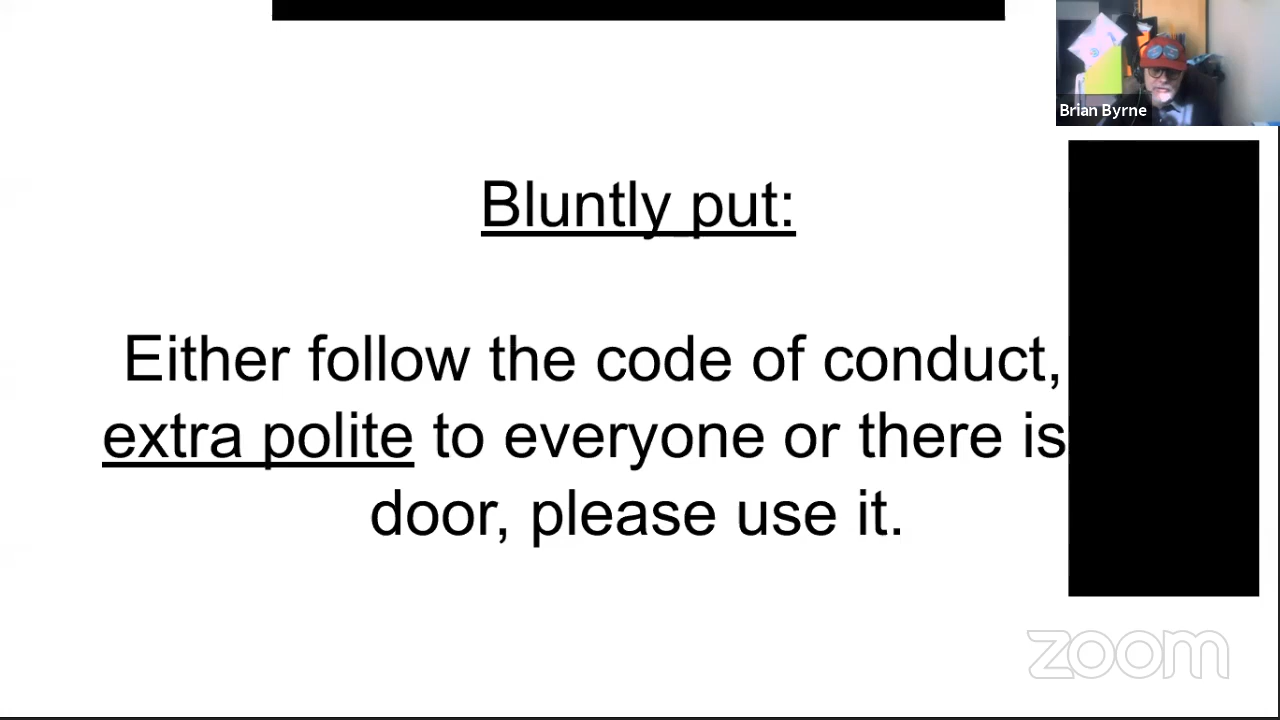 Brian Byrne
Bluntly put:
Either follow the code of conduct,
extra polite to everyone or there is
door, please use it.
zoom